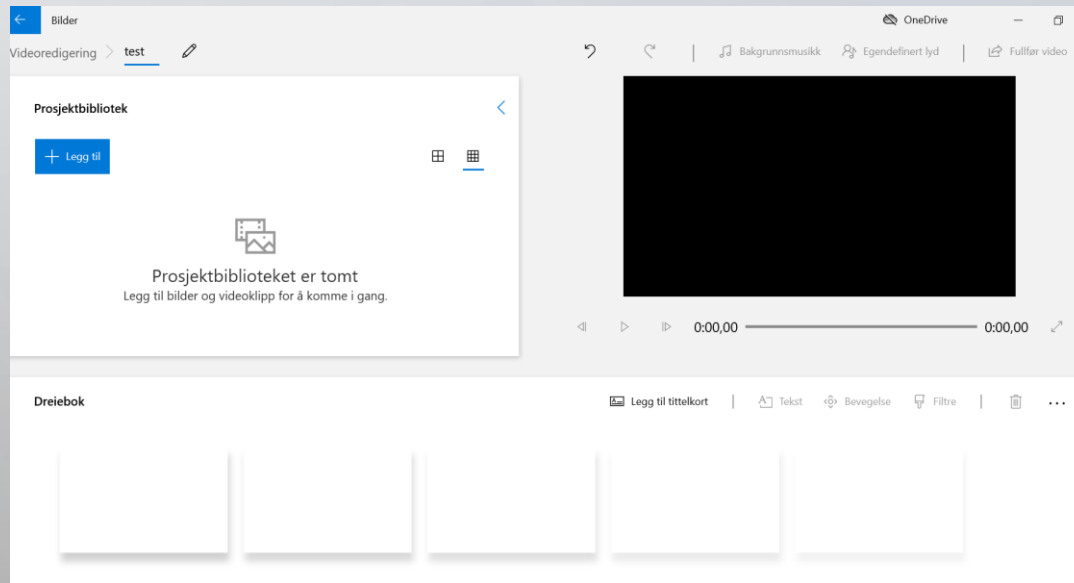 Bilder
OneDrive
Videoredigering
test
Bakgrunnsmusikk
Egendefinert lyd
Fullfør video
Prosjektbibliotek
Legg til
Prosjektbiblioteket er tomt
Legg til bilder og videoklipp for å komme i gang.
0:00,00
0:00,00
Dreiebok
Legg til tittelkort
Tekst
Bevegelse
Filtre